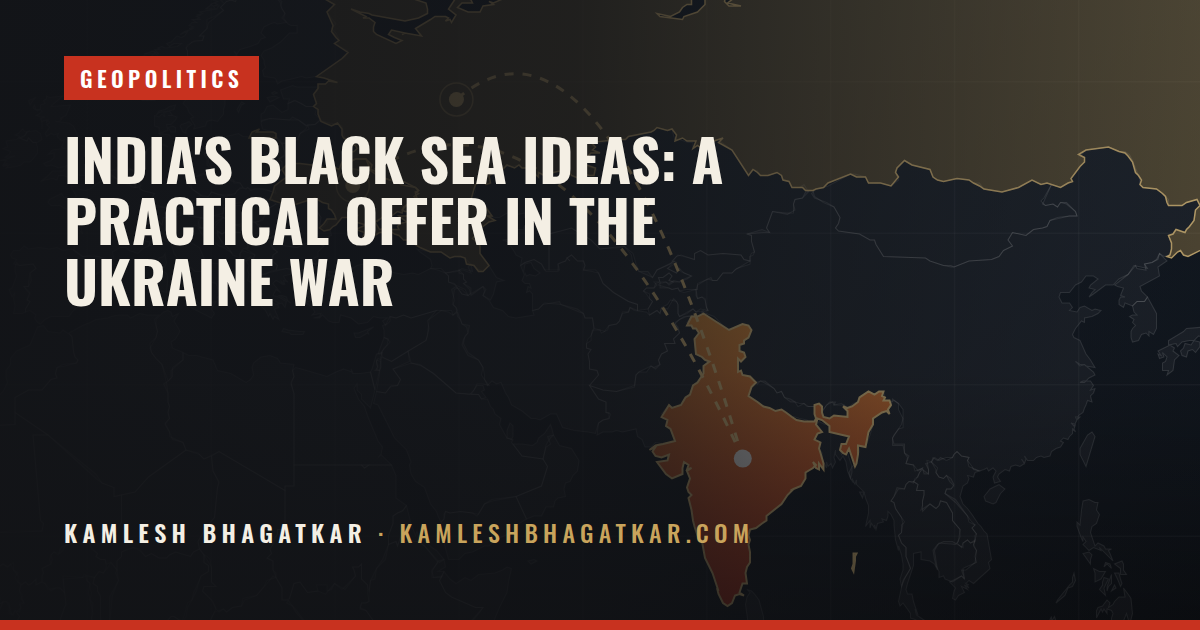 GEOPOLITICS
INDIA'S BLACK SEA IDEAS: A
PRACTICAL OFFER IN THE
UKRAINE WAR
KAMLESH BHAGATKAR · KAMLESHBHAGATKAR.COM